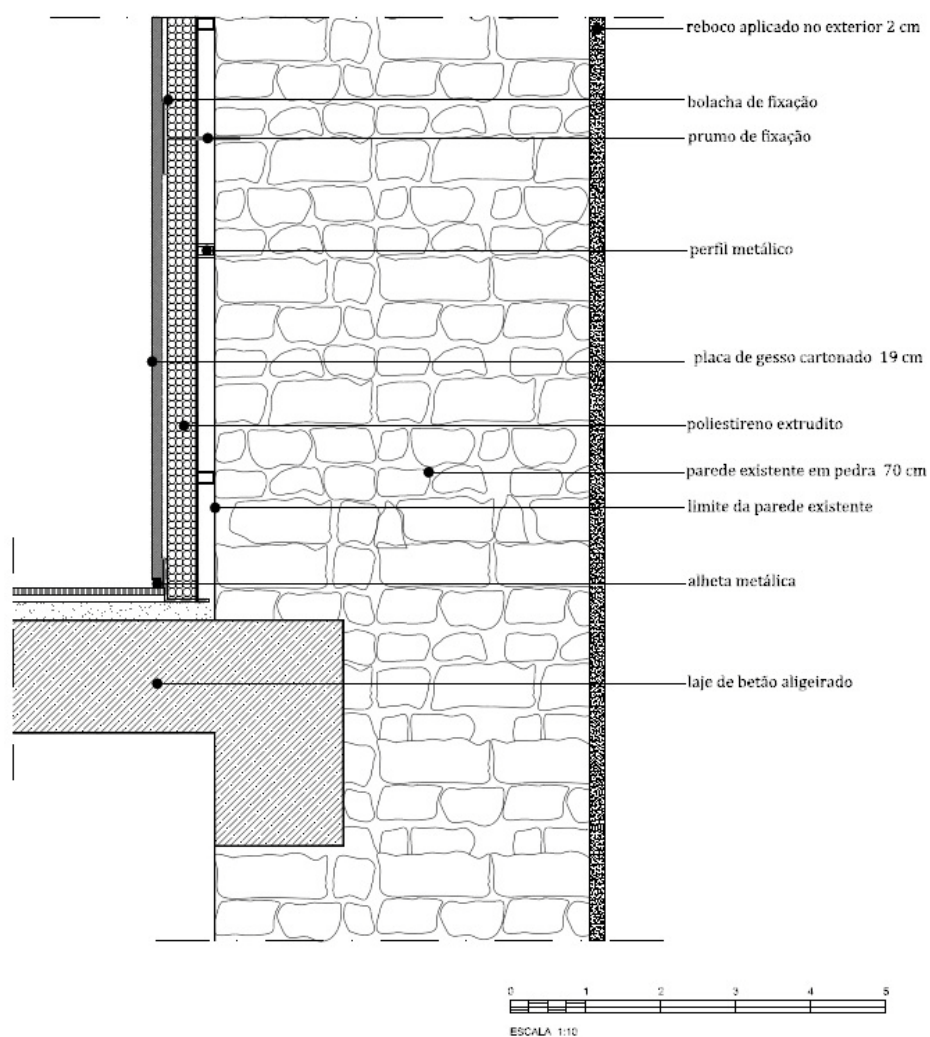 reboco aplicado no exterior 2 cm
bolacha de fixação
prumo de fixação
perfil metálico
placa de gesso cartonado 19 cm
poliestireno extrudito
parede existente em pedra 70 cm
limite da parede existente
alheta metálica
laje de betão aligeirado
0 1 2 3 4 5
ESCALA 1:10